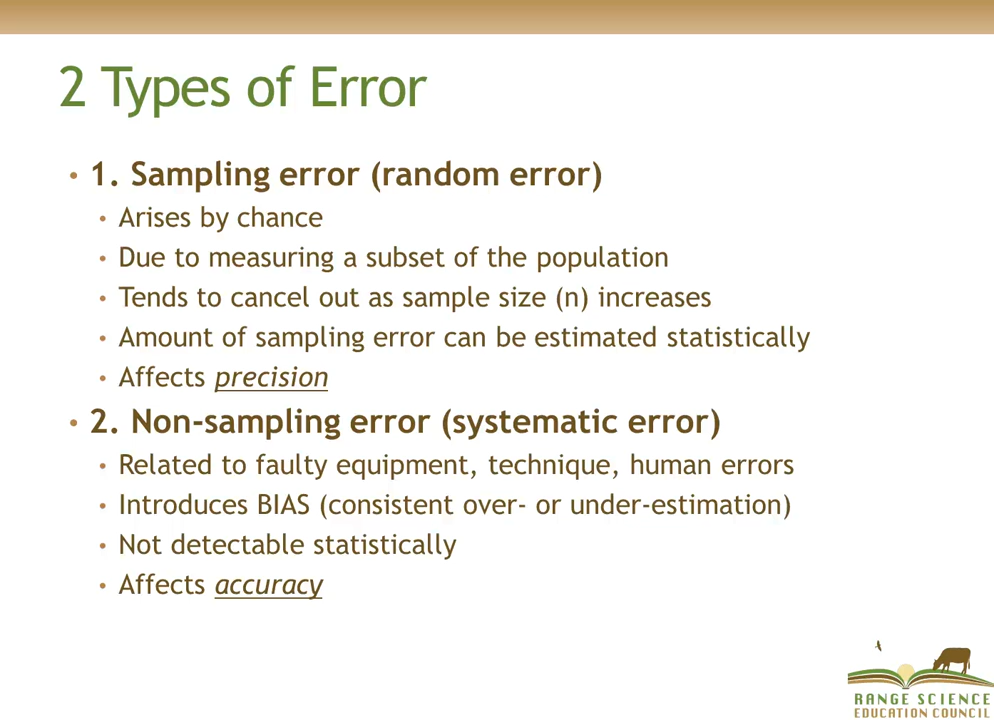 2 Types of Error
• 1. Sampling error (random error)
• Arises by chance
• Due to measuring a subset of the population
• Tends to cancel out as sample size (n) increases
• Amount of sampling error can be estimated statistically
• Affects precision
• 2. Non-sampling error (systematic error)
• Related to faulty equipment, technique, human errors
• Introduces BIAS (consistent over- or under-estimation)
• Not detectable statistically
• Affects accuracy
RANGE SCIENCE
EDUCATION COUNCIL